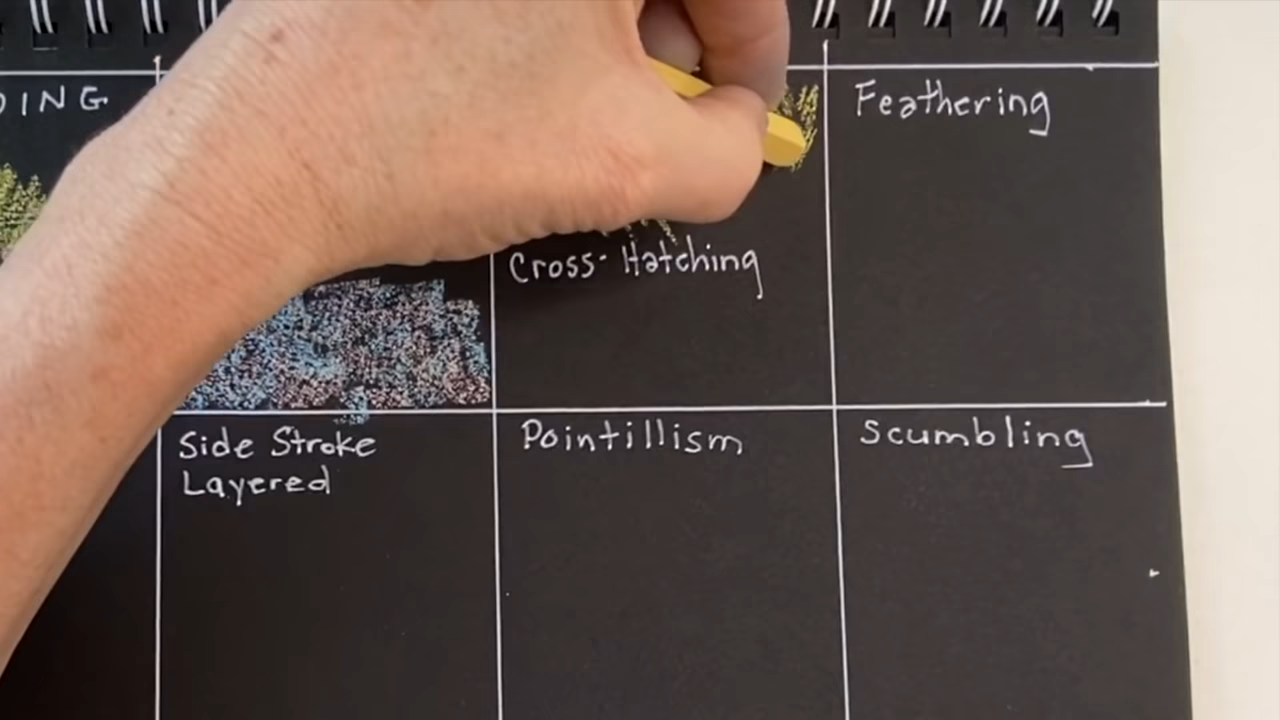 Feathering
Cross-Hatching
Side Stroke
Layered
Pointillism
Scumbling